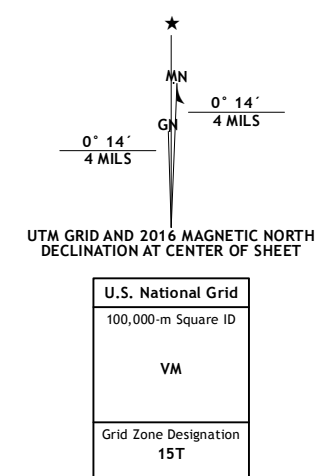 MN
0° 14´
4 MILS
GN
0° 14´
4 MILS
UTM GRID AND 2016 MAGNETIC NORTH
DECLINATION AT CENTER OF SHEET
U.S. National Grid
100,000-m Square ID
VM
Grid Zone Designation
15T